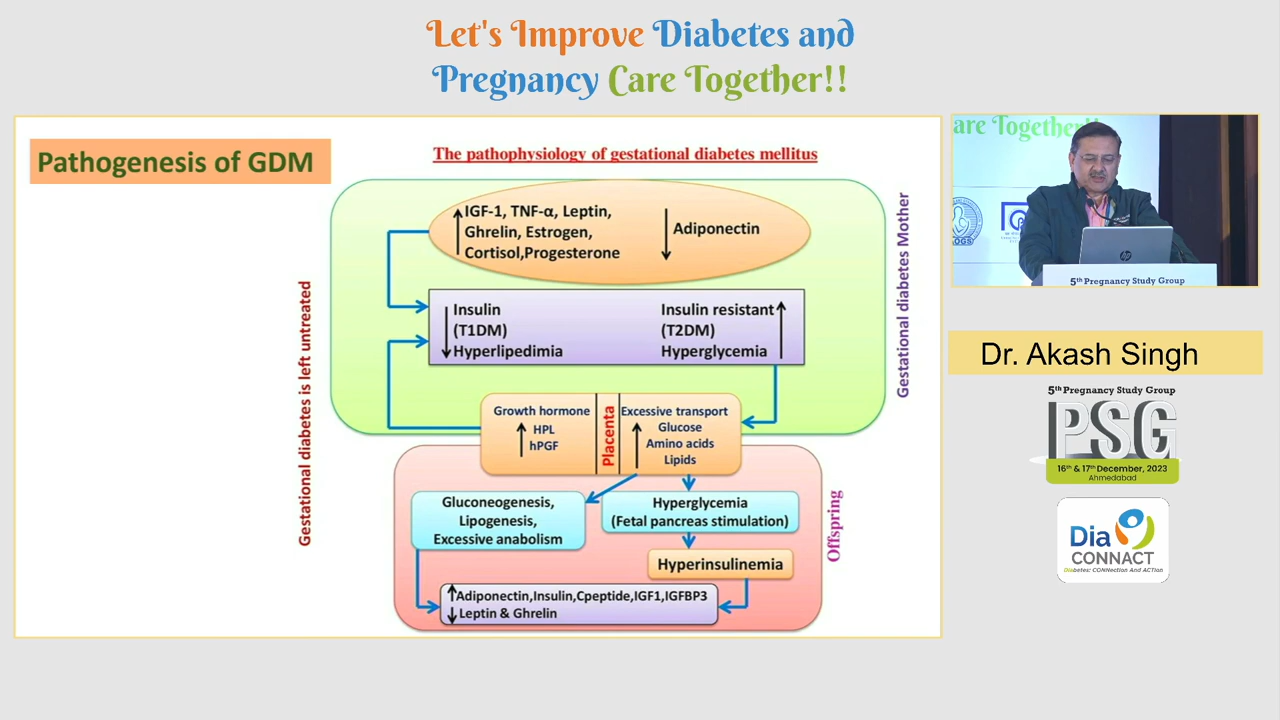 Let's Improve Diabetes and
Pregnancy Care Together!!
Pathogenesis of GDM
The pathophysiology of gestational diabetes mellitus
IGF-1, TNF-α, Leptin,
Ghrelin, Estrogen,
Cortisol,Progesterone
Adiponectin
Insulin
(T1DM)
Hyperlipedimia
Insulin resistant
(T2DM)
Hyperglycemia
Gestational diabetes Mother
Gestational diabetes is left untreated
Growth hormone
HPL
hPGF
Placenta
Excessive transport
Glucose
Amino acids
Lipids
Gluconeogenesis,
Lipogenesis,
Excessive anabolism
Hyperglycemia
(Fetal pancreas stimulation)
Hyperinsulinemia
Adiponectin,Insulin,Cpeptide,IGF1,IGFBP3
Leptin & Ghrelin
Offspring
are Together!!
OGS
hp
5th Pregnancy Study Group
Dr. Akash Singh
5th Pregnancy Study Group
PSG
16th & 17th December, 2023
Ahmedabad
Dia
CONNACT
Diabetes: CONNection And ACTion